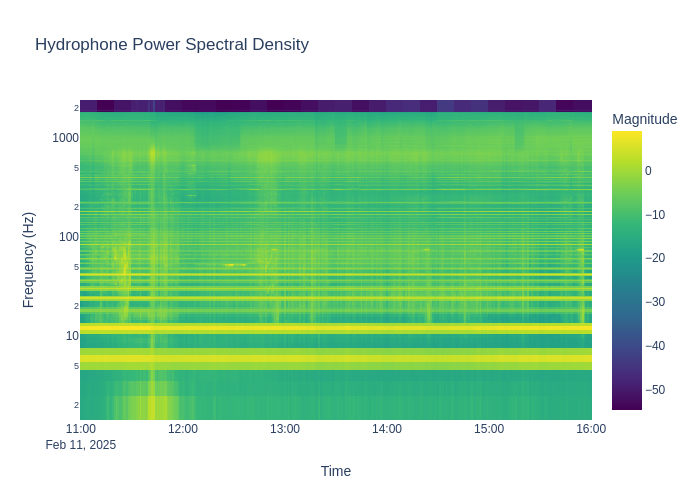 Hydrophone Power Spectral Density
Magnitude
Frequency (Hz)
2
1000
5
2
100
5
2
10
5
2
0
−10
−20
−30
−40
−50
11:00 12:00 13:00 14:00 15:00 16:00
Feb 11, 2025
Time